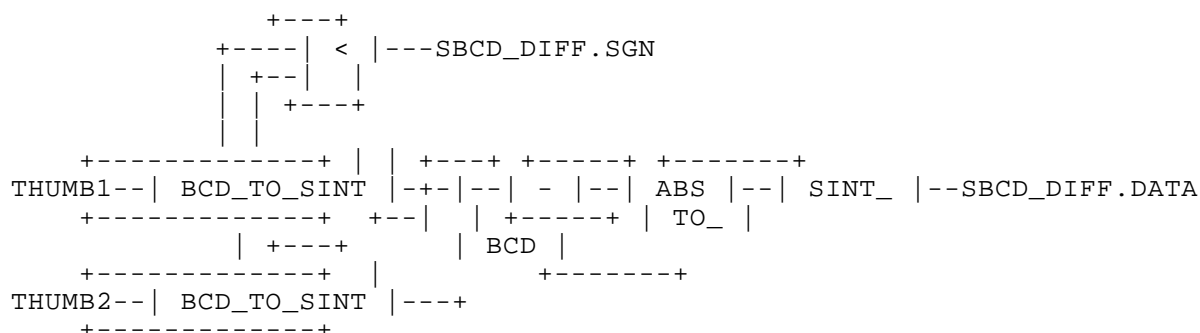 +----+
+----| < |---SBCD_DIFF.SGN
| +--| |
| | +----+
| |
+-------------+ | | +---+ +-----+ +-------+
THUMB1--| BCD_TO_SINT |-+-|--| - |--| ABS |--| SINT_ |--SBCD_DIFF.DATA
+-------------+ +--| | +-----+ | TO_ |
| +----+ | BCD |
+-------------+ | +-------+
THUMB2--| BCD_TO_SINT |---+
+-------------+